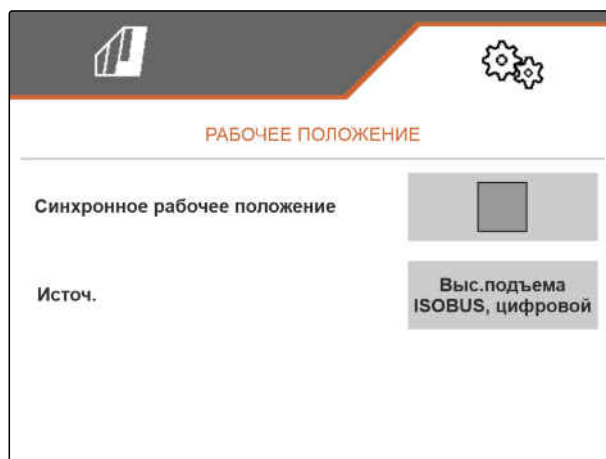 РАБОЧЕЕ ПОЛОЖЕНИЕ
Синхронное рабочее положение
Источ.
Выс.подъема
ISOBUS, цифровой